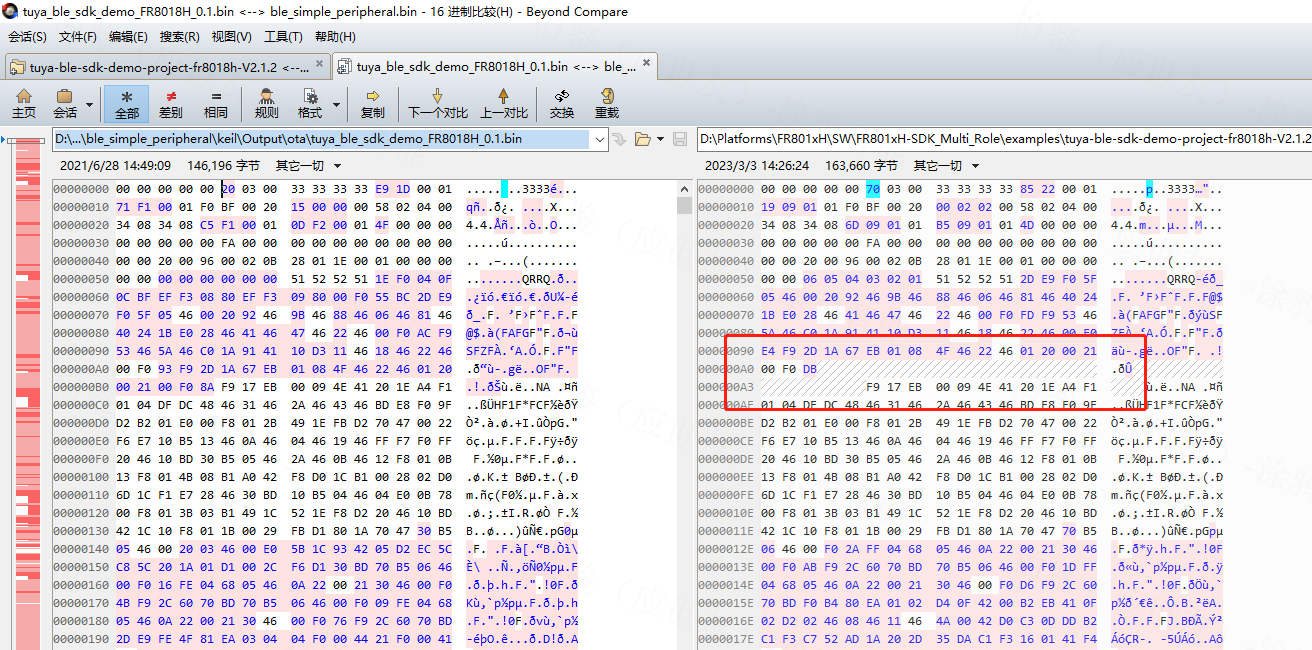 tuya_ble_sdk_demo_FR8018H_0.1.bin <--> ble_simple_peripheral.bin - 16 进制比较(H) - Beyond Compare
会话(S) 文件(F) 编辑(E) 搜索(R) 视图(V) 工具(T) 帮助(H)
tuya-ble-sdk-demo-project-fr8018h-V2.1.2 <--... tuya_ble_sdk_demo_FR8018H_0.1.bin <--> ble_...
主页 会话 全部 差别 相同 规则 格式 复制 下一个对比 上一个对比 交换 重载
D:\...\ble_simple_peripheral\keil\Output\ota\tuya_ble_sdk_demo_FR8018H_0.1.bin
2021/6/28 14:49:09 146,196 字节 其它一切
00000000 00 00 00 00 00 20 03 00 33 33 33 33 E9 1D 00 01 ..... ..3333é...
00000010 71 F1 00 01 F0 BF 00 20 15 00 00 00 58 02 04 00 qñ..ð¿. ....X...
00000020 34 08 34 08 C5 F1 00 01 0D F2 00 01 4F 00 00 00 4.4.Åñ...ò..O...
00000030 00 00 00 00 00 FA 00 00 00 00 00 00 00 00 00 00 .....ú..........
00000040 00 00 20 00 96 00 02 0B 28 01 1E 00 01 00 00 00 .. .–...(.......
00000050 00 00 00 00 00 00 00 00 51 52 52 51 1E F0 04 0F ........QRRQ.ð..
00000060 0C BF EF F3 08 80 EF F3 09 80 00 F0 55 BC 2D E9 .¿ïó.€ïó.€.ðU¼-é
00000070 F0 5F 05 46 00 20 92 46 9B 46 88 46 06 46 81 46
00000080 40 24 1B E0 28 46 41 46 47 46 22 46 00 F0 AC F9 @$.à(FAFGF"F.ð¬ù
00000090 53 46 5A 46 C0 1A 91 41 10 D3 11 46 18 46 22 46
000000A0 00 F0 93 F9 2D 1A 67 EB 01 08 4F 46 22 46 01 20
000000B0 00 21 00 F0 8A F9 17 EB 00 09 4E 41 20 1E A4 F1
000000C0 01 04 DF DC 48 46 31 46 2A 46 43 46 BD E8 F0 9F ..ßÜHF1F*FCF½èðŸ
000000D0 D2 B2 01 E0 00 F8 01 2B 49 1E FB D2 70 47 00 22 Ò².à.ø.+I.ûÒpG."
000000E0 F6 E7 10 B5 13 46 0A 46 04 46 19 46 FF F7 F0 FF öç.µ.F.F.F.Fÿ÷ðÿ
000000F0 20 46 10 BD 30 B5 05 46 2A 46 0B 46 12 F8 01 0B F.½0µ.F*F.F.ø..
00000100 13 F8 01 4B 08 B1 A0 42 F8 D0 1C B1 00 28 02 D0
00000110 6D 1C F1 E7 28 46 30 BD 10 B5 04 46 04 E0 0B 78 m.ñç(F0½.µ.F.à.x
00000120 00 F8 01 3B 03 B1 49 1C 52 1E F8 D2 20 46 10 BD .ø.;.±I.R.øÒ F.½
00000130 42 1C 10 F8 01 1B 00 29 FB D1 80 1A 70 47 30 B5 B..ø...)ûÑ€.pG0µ
00000140 05 46 00 20 03 46 00 E0 5B 1C 93 42 05 D2 EC 5C
00000150 C8 5C 20 1A 01 D1 00 2C F6 D1 30 BD 70 B5 06 46
00000160 00 F0 16 FE 04 68 05 46 0A 22 00 21 30 46 00 F0
00000170 4B F9 2C 60 70 BD 70 B5 06 46 00 F0 09 FE 04 68
00000180 05 46 0A 22 00 21 30 46 00 F0 76 F9 2C 60 70 BD
00000190 2D E9 FE 4F 81 EA 03 04 04 F0 00 44 21 F0 00 41
D:\Platforms\FR801xH\SW\FR801xH-SDK_Multi_Role\examples\tuya-ble-sdk-demo-project-fr8018h-V2.1.2
2023/3/3 14:26:24 163,660 字节 其它一切
00000000 00 00 00 00 00 70 03 00 33 33 33 33 85 22 00 01 .....p..3333…"..
00000010 19 09 01 01 F0 BF 00 20 00 02 02 00 58 02 04 00 ....ð¿. ....X...
00000020 34 08 34 08 6D 09 01 01 B5 09 01 01 4D 00 00 00 4.4.m...µ...M...
00000030 00 00 00 00 00 FA 00 00 00 00 00 00 00 00 00 00 .....ú..........
00000040 00 00 20 00 96 00 02 0B 28 01 1E 00 01 00 00 00 .. .–...(.......
00000050 00 00 06 05 04 03 02 01 51 52 52 51 2D E9 F0 5F ........QRRQ-éð_
00000060 05 46 00 20 92 46 9B 46 88 46 06 46 81 46 40 24
00000070 1B E0 28 46 41 46 47 46 22 46 00 F0 FD F9 53 46 .à(FAFGF"F.ðýùSF
00000080 5A 46 C0 1A 91 41 10 D3 11 46 18 46 22 46 00 F0
00000090 E4 F9 2D 1A 67 EB 01 08 4F 46 22 46 01 20 00 21 äù-.gë..OF"F. .!
000000A0 00 F0 DB .ðÛ
000000A3 F9 17 EB 00 09 4E 41 20 1E A4 F1 ù.ë..NA .¤ñ
000000AE 01 04 DF DC 48 46 31 46 2A 46 43 46 BD E8 F0 9F ..ßÜHF1F*FCF½èðŸ
000000BE D2 B2 01 E0 00 F8 01 2B 49 1E FB D2 70 47 00 22 Ò².à.ø.+I.ûÒpG."
000000CE F6 E7 10 B5 13 46 0A 46 04 46 19 46 FF F7 F0 FF öç.µ.F.F.F.Fÿ÷ðÿ
000000DE 20 46 10 BD 30 B5 05 46 2A 46 0B 46 12 F8 01 0B F.½0µ.F*F.F.ø..
000000EE 13 F8 01 4B 08 B1 A0 42 F8 D0 1C B1 00 28 02 D0
000000FE 6D 1C F1 E7 28 46 30 BD 10 B5 04 46 04 E0 0B 78 m.ñç(F0½.µ.F.à.x
0000010E 00 F8 01 3B 03 B1 49 1C 52 1E F8 D2 20 46 10 BD .ø.;.±I.R.øÒ F.½
0000011E 42 1C 10 F8 01 1B 00 29 FB D1 80 1A 70 47 70 B5 B..ø...)ûÑ€.pGpµ
0000012E 06 46 00 F0 2A FF 04 68 05 46 0A 22 00 21 30 46 .F.ð*ÿ.h.F.".!0F
0000013E 00 F0 AB F9 2C 60 70 BD 70 B5 06 46 00 F0 1D FF
0000014E 04 68 05 46 0A 22 00 21 30 46 00 F0 D6 F9 2C 60
0000015E 70 BD F0 B4 80 EA 01 02 D4 0F 42 00 B2 EB 41 0F
0000016E 02 D2 02 46 08 46 11 46 4A 00 42 D0 C3 0D DD B2
0000017E C1 F3 C7 52 AD 1A 20 2D 35 DA C1 F3 16 01 41 F4